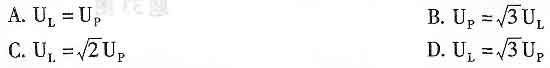 A. U_L = U_P B. U_P = √3 U_L
C. U_L = √2 U_P D. U_L = √3 U_P